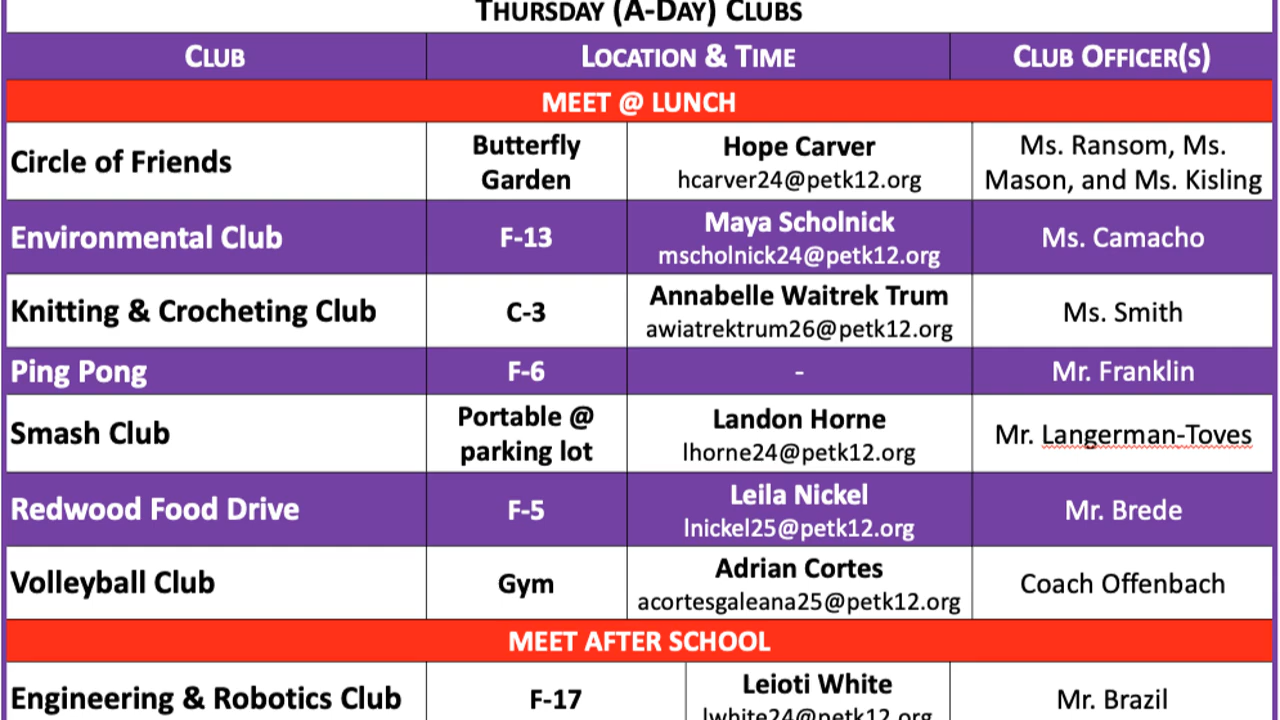 THURSDAY (A-DAY) CLUBS
CLUB LOCATION & TIME CLUB OFFICER(S)
MEET @ LUNCH
Circle of Friends
Butterfly
Garden
Hope Carver
hcarver24@petk12.org
Ms. Ransom, Ms.
Mason, and Ms. Kisling
Environmental Club
F-13
Maya Scholnick
mscholnick24@petk12.org
Ms. Camacho
Knitting & Crocheting Club
C-3
Annabelle Waitrek Trum
awiatrektrum26@petk12.org
Ms. Smith
Ping Pong
F-6
-
Mr. Franklin
Smash Club
Portable @
parking lot
Landon Horne
lhorne24@petk12.org
Mr. Langerman-Toves
Redwood Food Drive
F-5
Leila Nickel
lnickel25@petk12.org
Mr. Brede
Volleyball Club
Gym
Adrian Cortes
acortesgaleana25@petk12.org
Coach Offenbach
MEET AFTER SCHOOL
Engineering & Robotics Club
F-17
Leioti White
lwhite24@petk12.org
Mr. Brazil